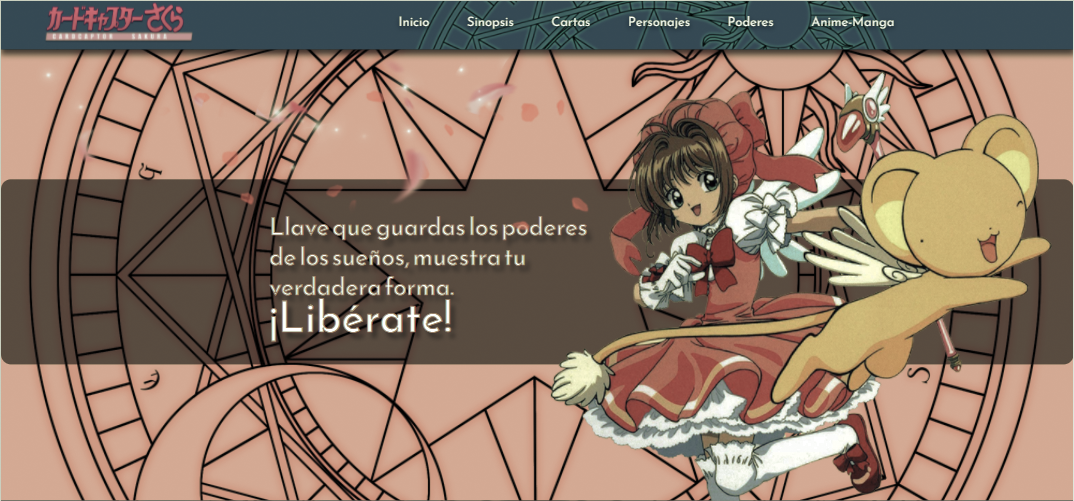 カードキャプターさくら
CARDCAPTOR SAKURA
Inicio Sinopsis Cartas Personajes Poderes Anime-Manga
Llave que guardas los poderes
de los sueños, muestra tu
verdadera forma.
¡Libérate!